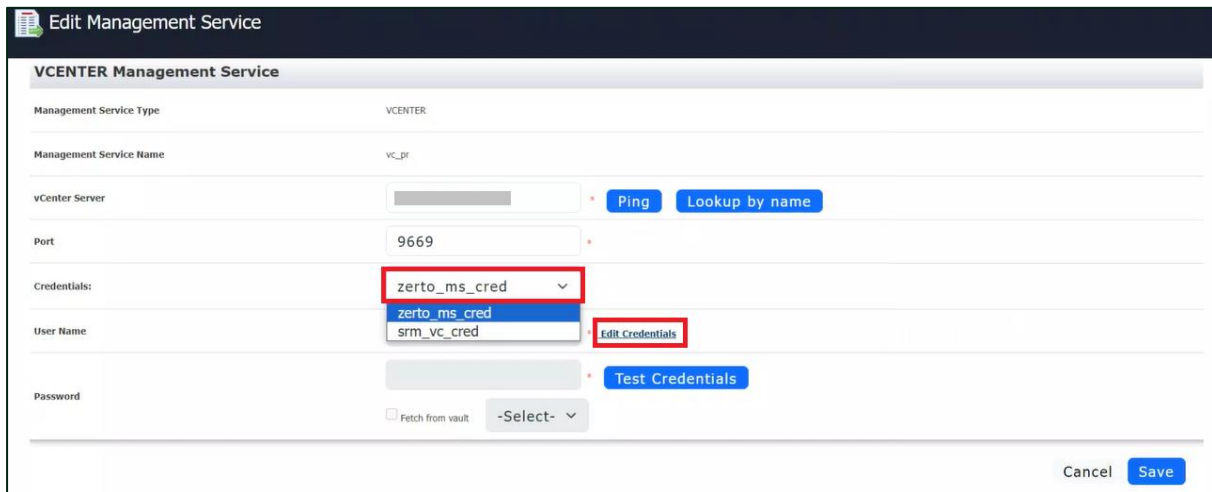 Edit Management Service
VCENTER Management Service
Management Service Type VCENTER
Management Service Name vc_pr
vCenter Server * Ping Lookup by name
Port 9669 *
Credentials: zerto_ms_cred
zerto_ms_cred
srm_vc_cred
User Name * Edit Credentials
Password * Test Credentials
Fetch from vault -Select-
Cancel Save